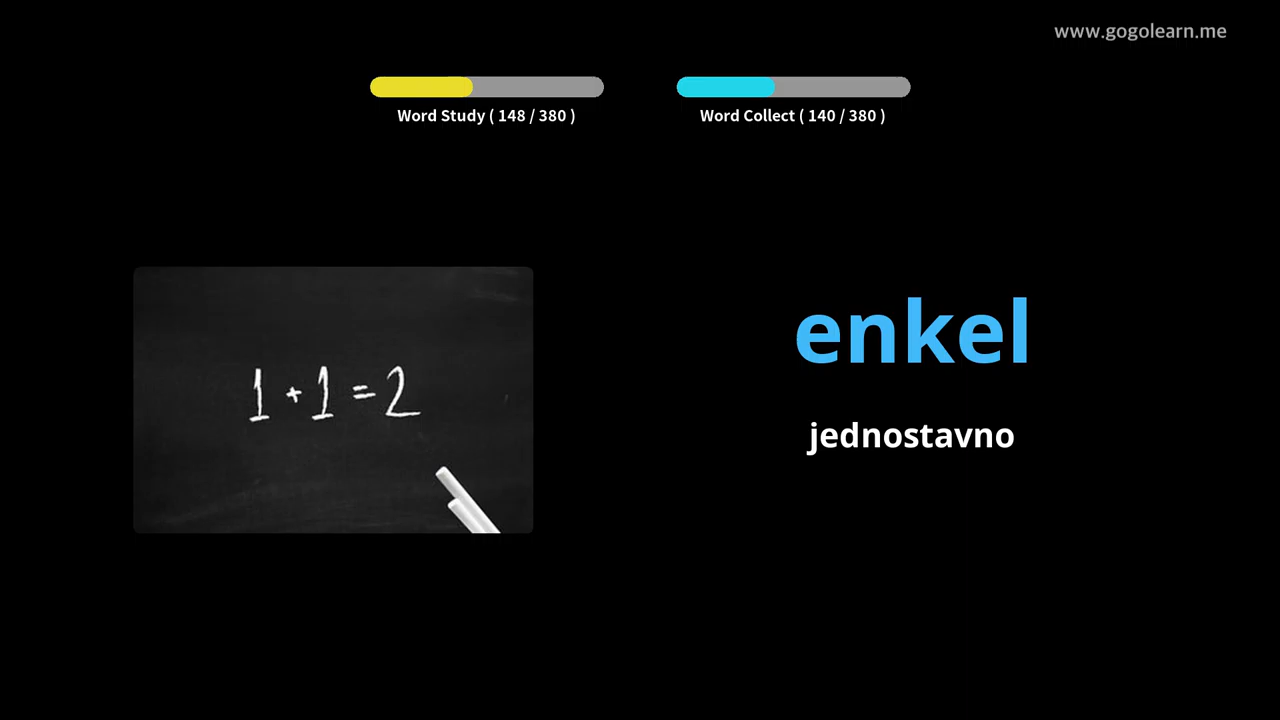 www.gogolearn.me
Word Study ( 148 / 380 )
Word Collect ( 140 / 380 )
1 + 1 = 2
enkel
jednostavno